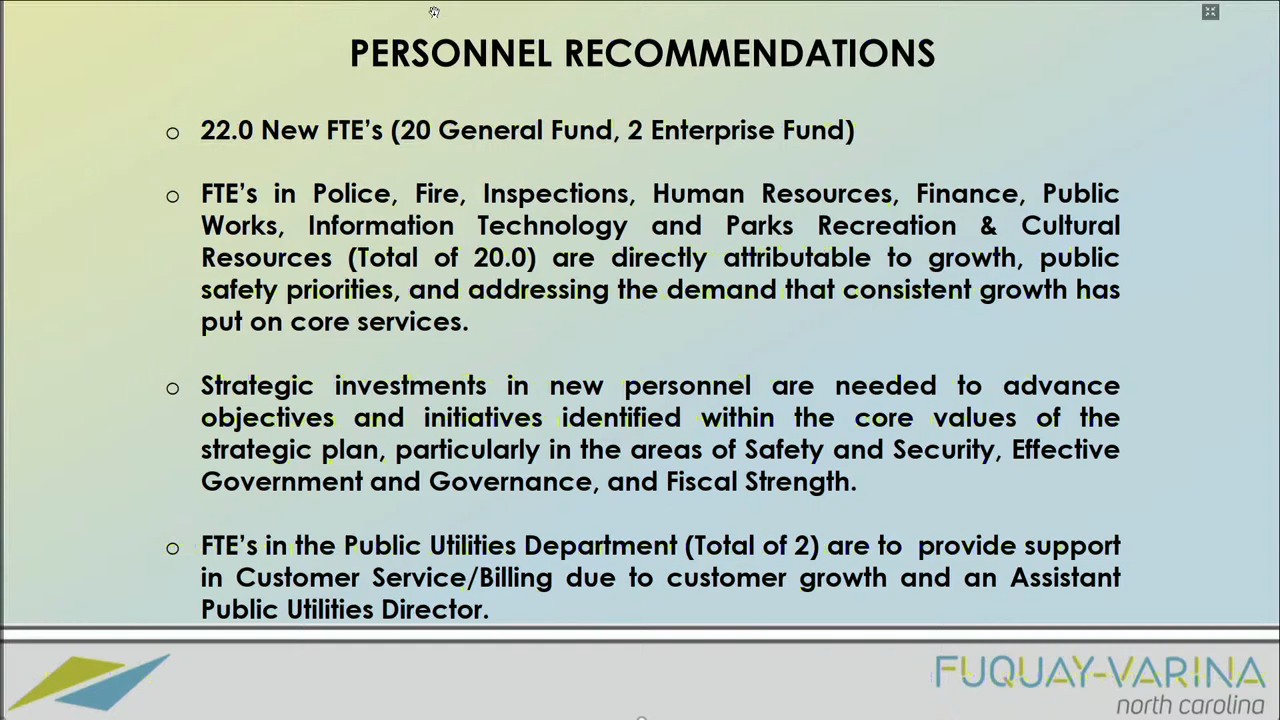 PERSONNEL RECOMMENDATIONS
o 22.0 New FTE's (20 General Fund, 2 Enterprise Fund)
o FTE's in Police, Fire, Inspections, Human Resources, Finance, Public
Works, Information Technology and Parks Recreation & Cultural
Resources (Total of 20.0) are directly attributable to growth, public
safety priorities, and addressing the demand that consistent growth has
put on core services.
o Strategic investments in new personnel are needed to advance
objectives and initiatives identified within the core values of the
strategic plan, particularly in the areas of Safety and Security, Effective
Government and Governance, and Fiscal Strength.
o FTE's in the Public Utilities Department (Total of 2) are to provide support
in Customer Service/Billing due to customer growth and an Assistant
Public Utilities Director.
FUQUAY-VARINA
north carolina